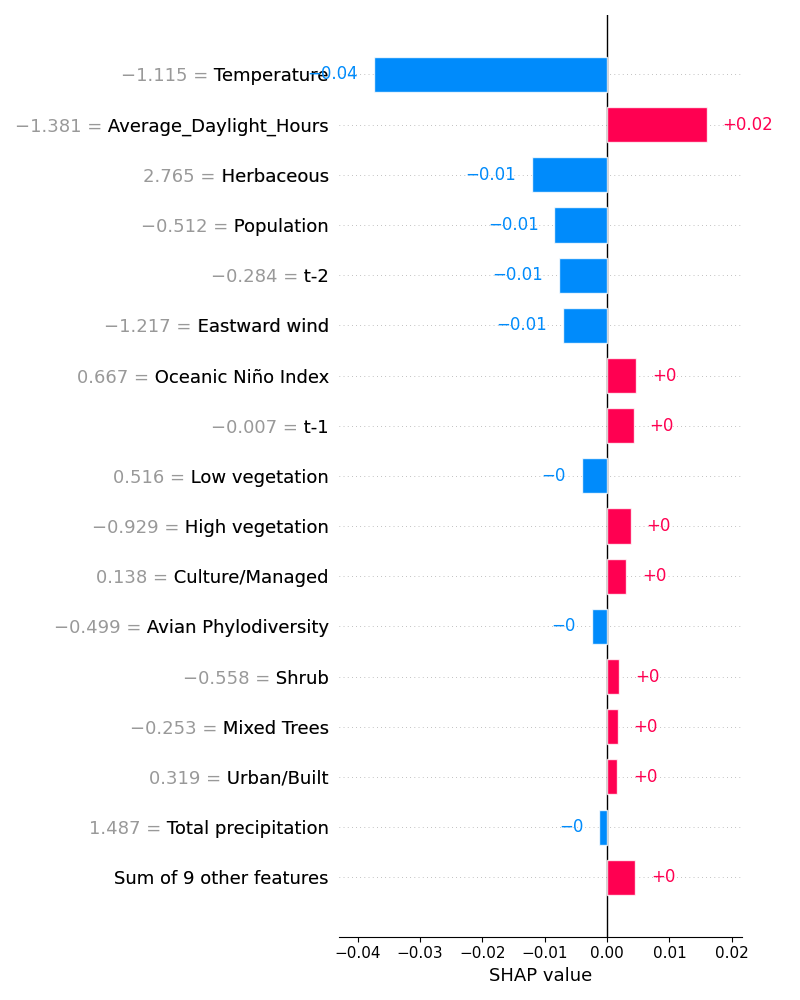 −1.115 = Temperature −0.04
−1.381 = Average_Daylight_Hours +0.02
2.765 = Herbaceous −0.01
−0.512 = Population −0.01
−0.284 = t-2 −0.01
−1.217 = Eastward wind −0.01
0.667 = Oceanic Niño Index +0
−0.007 = t-1 +0
0.516 = Low vegetation −0
−0.929 = High vegetation +0
0.138 = Culture/Managed +0
−0.499 = Avian Phylodiversity −0
−0.558 = Shrub +0
−0.253 = Mixed Trees +0
0.319 = Urban/Built +0
1.487 = Total precipitation −0
Sum of 9 other features +0
−0.04 −0.03 −0.02 −0.01 0.00 0.01 0.02
SHAP value